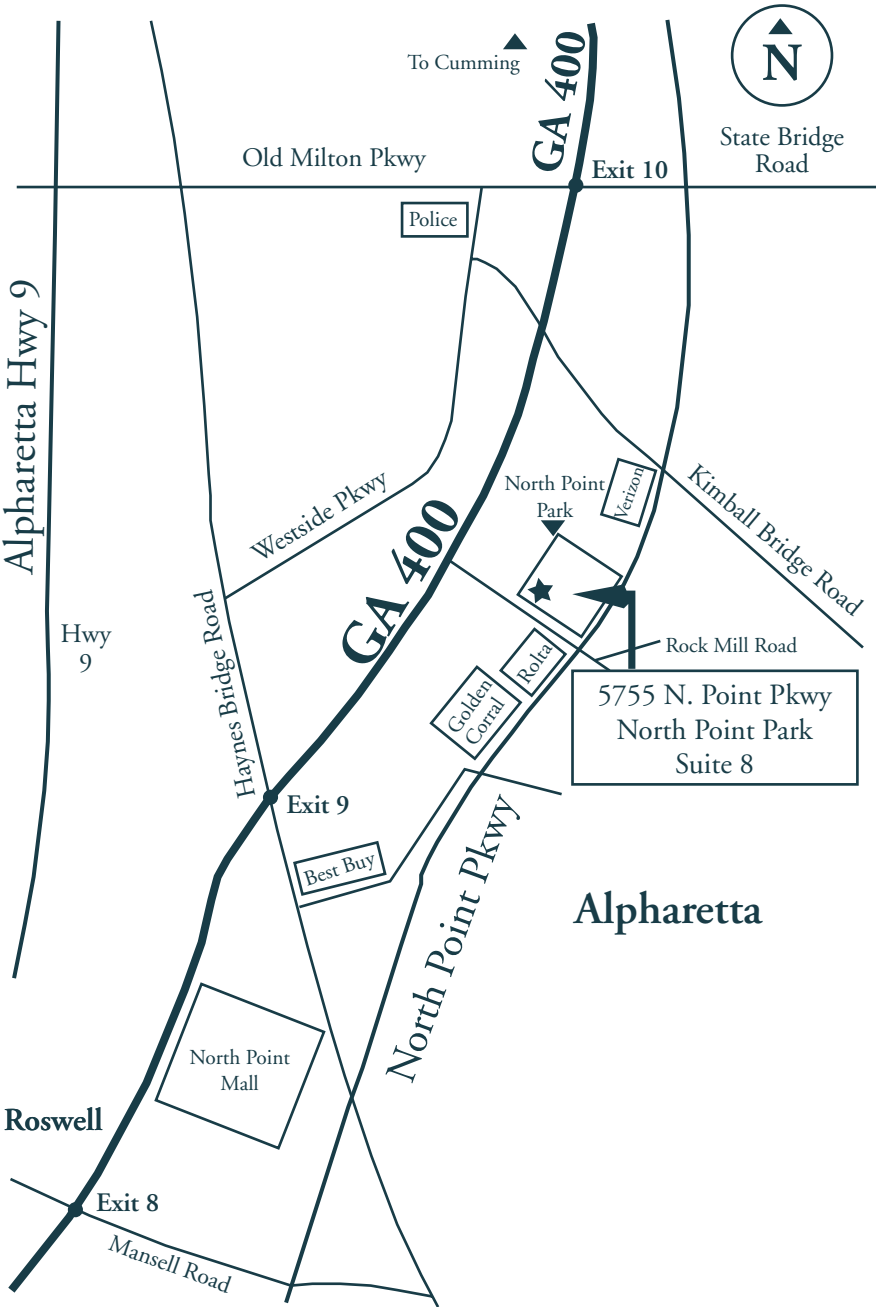 To Cumming
GA 400
N
State Bridge
Road
Old Milton Pkwy
Exit 10
Police
Alpharetta Hwy 9
Kimball Bridge Road
Verizon
North Point
Park
Westside Pkwy
GA 400
Haynes Bridge Road
Hwy
9
Rock Mill Road
Rolta
Golden
Corral
5755 N. Point Pkwy
North Point Park
Suite 8
Exit 9
North Point Pkwy
Best Buy
Alpharetta
North Point
Mall
Roswell
Exit 8
Mansell Road